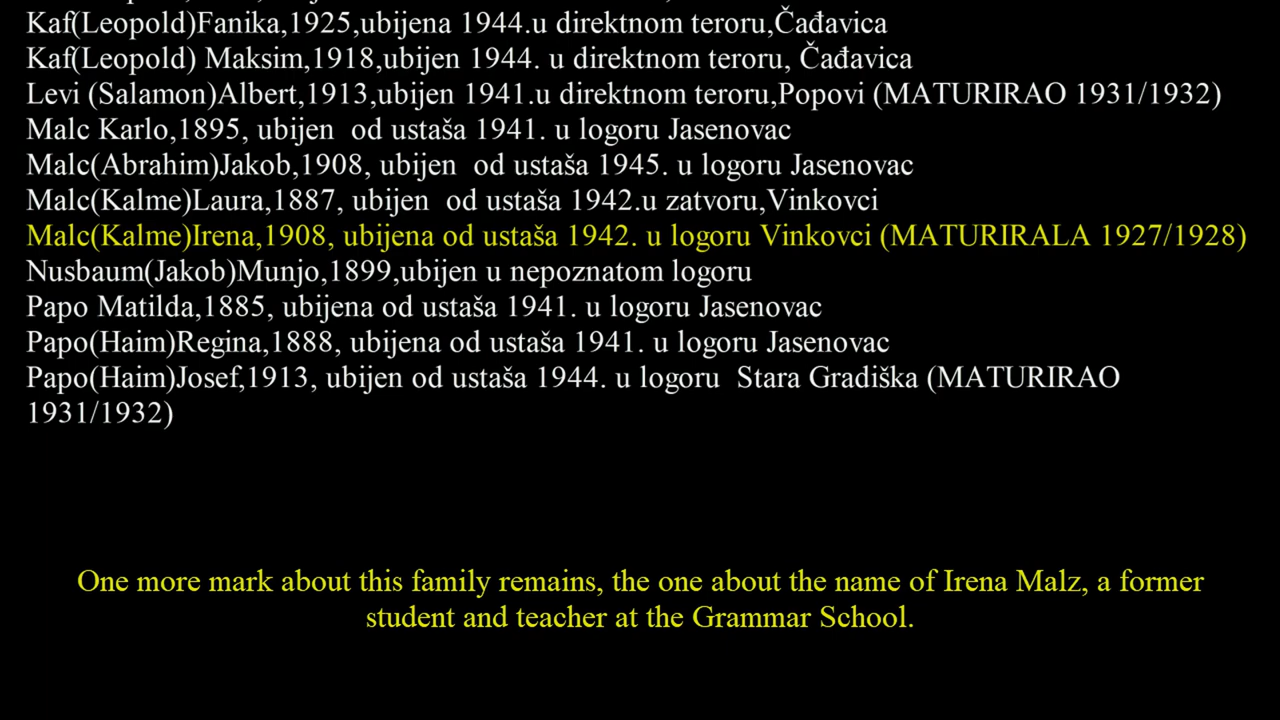 Kaf(Leopold)Fanika,1925,ubijena 1944.u direktnom teroru,Čađavica
Kaf(Leopold) Maksim,1918,ubijen 1944. u direktnom teroru, Čađavica
Levi (Salamon)Albert,1913,ubijen 1941.u direktnom teroru,Popovi (MATURIRAO 1931/1932)
Malc Karlo,1895, ubijen  od ustaša 1941. u logoru Jasenovac
Malc(Abrahim)Jakob,1908, ubijen  od ustaša 1945. u logoru Jasenovac
Malc(Kalme)Laura,1887, ubijen  od ustaša 1942.u zatvoru,Vinkovci
Malc(Kalme)Irena,1908, ubijena od ustaša 1942. u logoru Vinkovci (MATURIRALA 1927/1928)
Nusbaum(Jakob)Munjo,1899,ubijen u nepoznatom logoru
Papo Matilda,1885, ubijena od ustaša 1941. u logoru Jasenovac
Papo(Haim)Regina,1888, ubijena od ustaša 1941. u logoru Jasenovac
Papo(Haim)Josef,1913, ubijen od ustaša 1944. u logoru  Stara Gradiška (MATURIRAO
1931/1932)
One more mark about this family remains, the one about the name of Irena Malz, a former
student and teacher at the Grammar School.